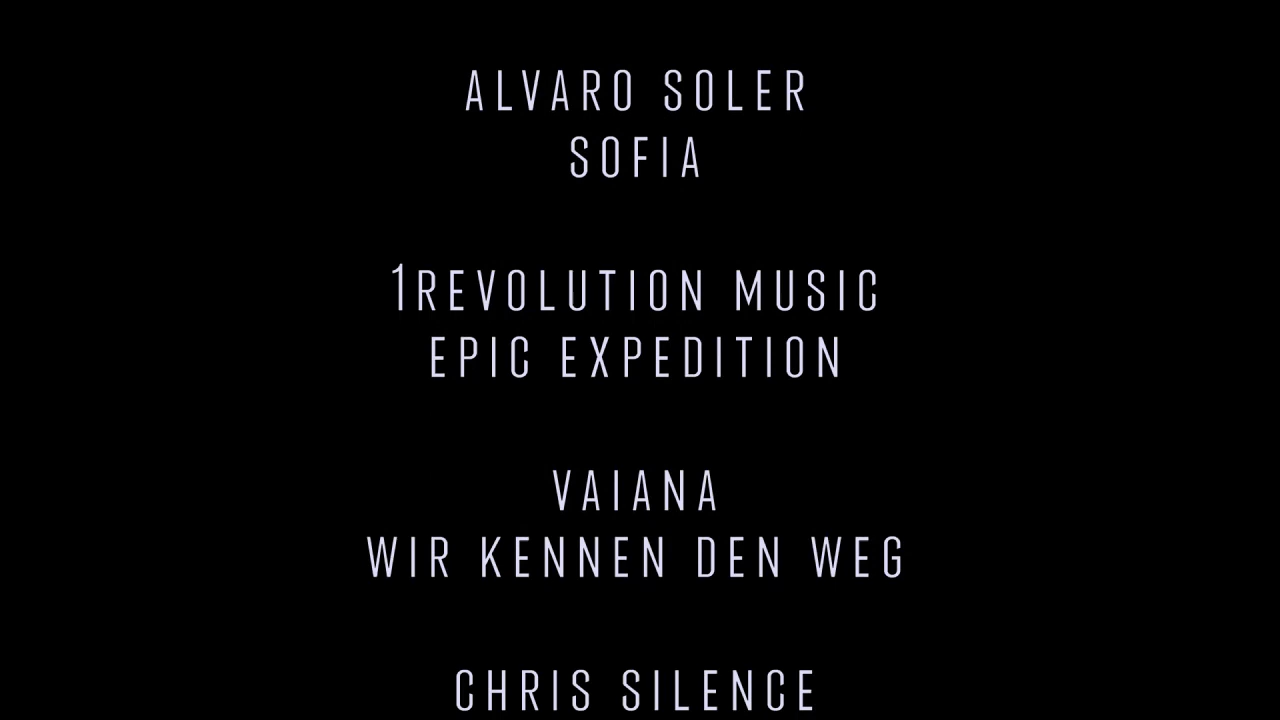 ALVARO SOLER
SOFIA
1REVOLUTION MUSIC
EPIC EXPEDITION
VAIANA
WIR KENNEN DEN WEG
CHRIS SILENCE